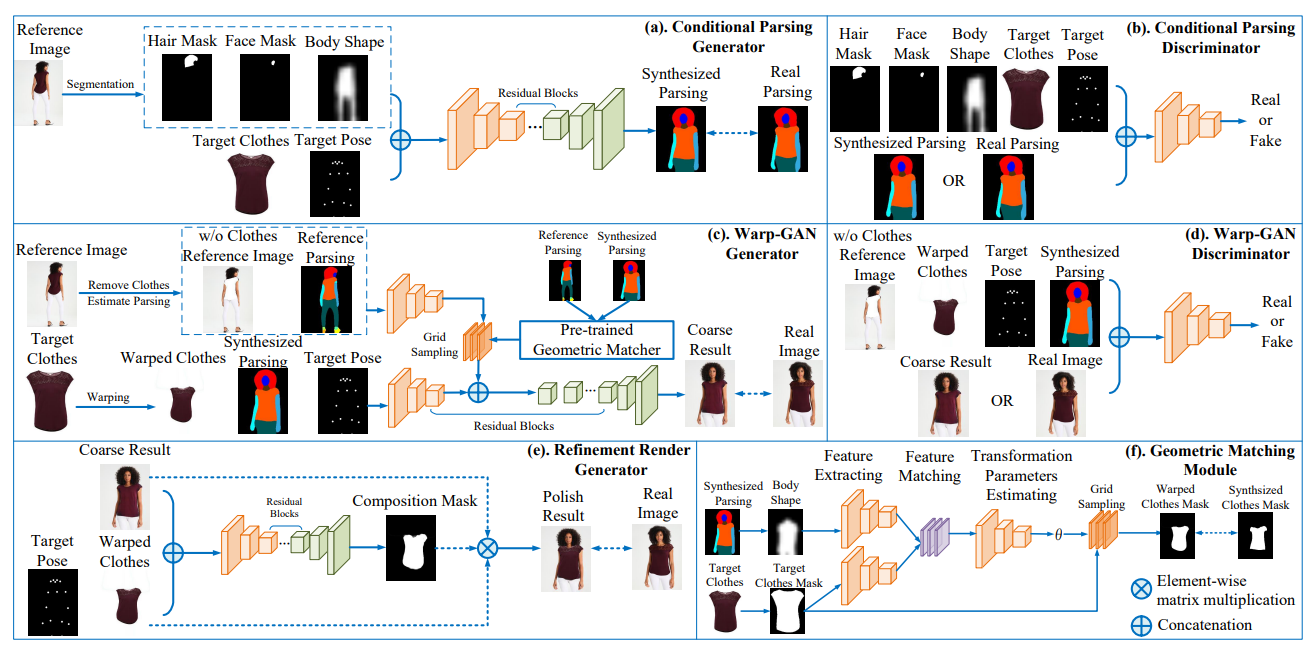 Reference
Image
Segmentation
Hair Mask
Face Mask
Body Shape
Target Clothes
Target Pose
(a). Conditional Parsing
Generator
Residual Blocks
Synthesized
Parsing
Real
Parsing
(b). Conditional Parsing
Discriminator
Hair
Mask
Face
Mask
Body
Shape
Target
Clothes
Target
Pose
Synthesized Parsing
OR
Real Parsing
Real
or
Fake
(c). Warp-GAN
Generator
Reference Image
Remove Clothes
Estimate Parsing
w/o Clothes
Reference Image
Reference
Parsing
Target
Clothes
Warping
Warped Clothes
Synthesized
Parsing
Target Pose
Grid
Sampling
Reference
Parsing
Synthesized
Parsing
Pre-trained
Geometric Matcher
Residual Blocks
Coarse
Result
Real
Image
(d). Warp-GAN
Discriminator
w/o Clothes
Reference
Image
Warped
Clothes
Target
Pose
Synthesized
Parsing
Coarse Result
OR
Real Image
Real
or
Fake
(e). Refinement Render
Generator
Coarse Result
Target
Pose
Warped
Clothes
Residual
Blocks
Composition Mask
Polish
Result
Real
Image
(f). Geometric Matching
Module
Synthesized
Parsing
Body
Shape
Target
Clothes
Target
Clothes Mask
Feature
Extracting
Feature
Matching
Transformation
Parameters
Estimating
θ
Grid
Sampling
Warped
Clothes Mask
Synthsized
Clothes Mask
Element-wise
matrix multiplication
Concatenation